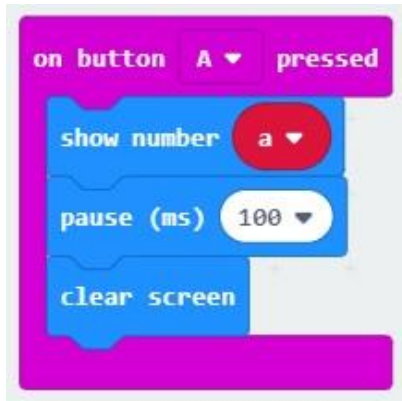 on button A pressed
show number a
pause (ms) 100
clear screen